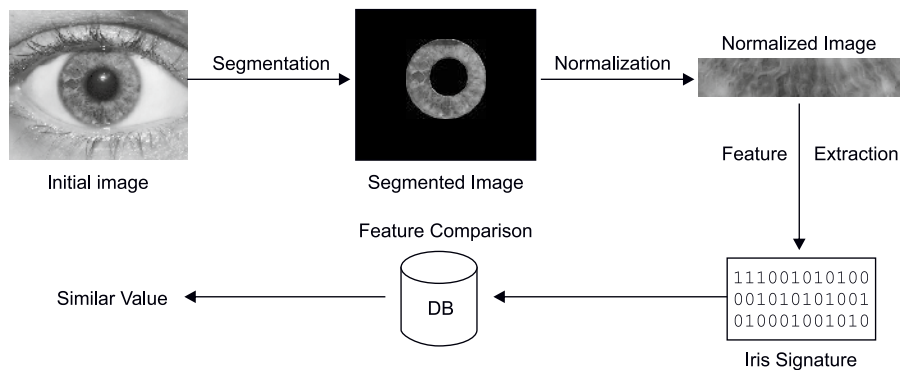 Initial image
Segmentation
Segmented Image
Normalization
Normalized Image
Feature Extraction
111001010100
001010101001
010001001010
Iris Signature
Feature Comparison
DB
Similar Value